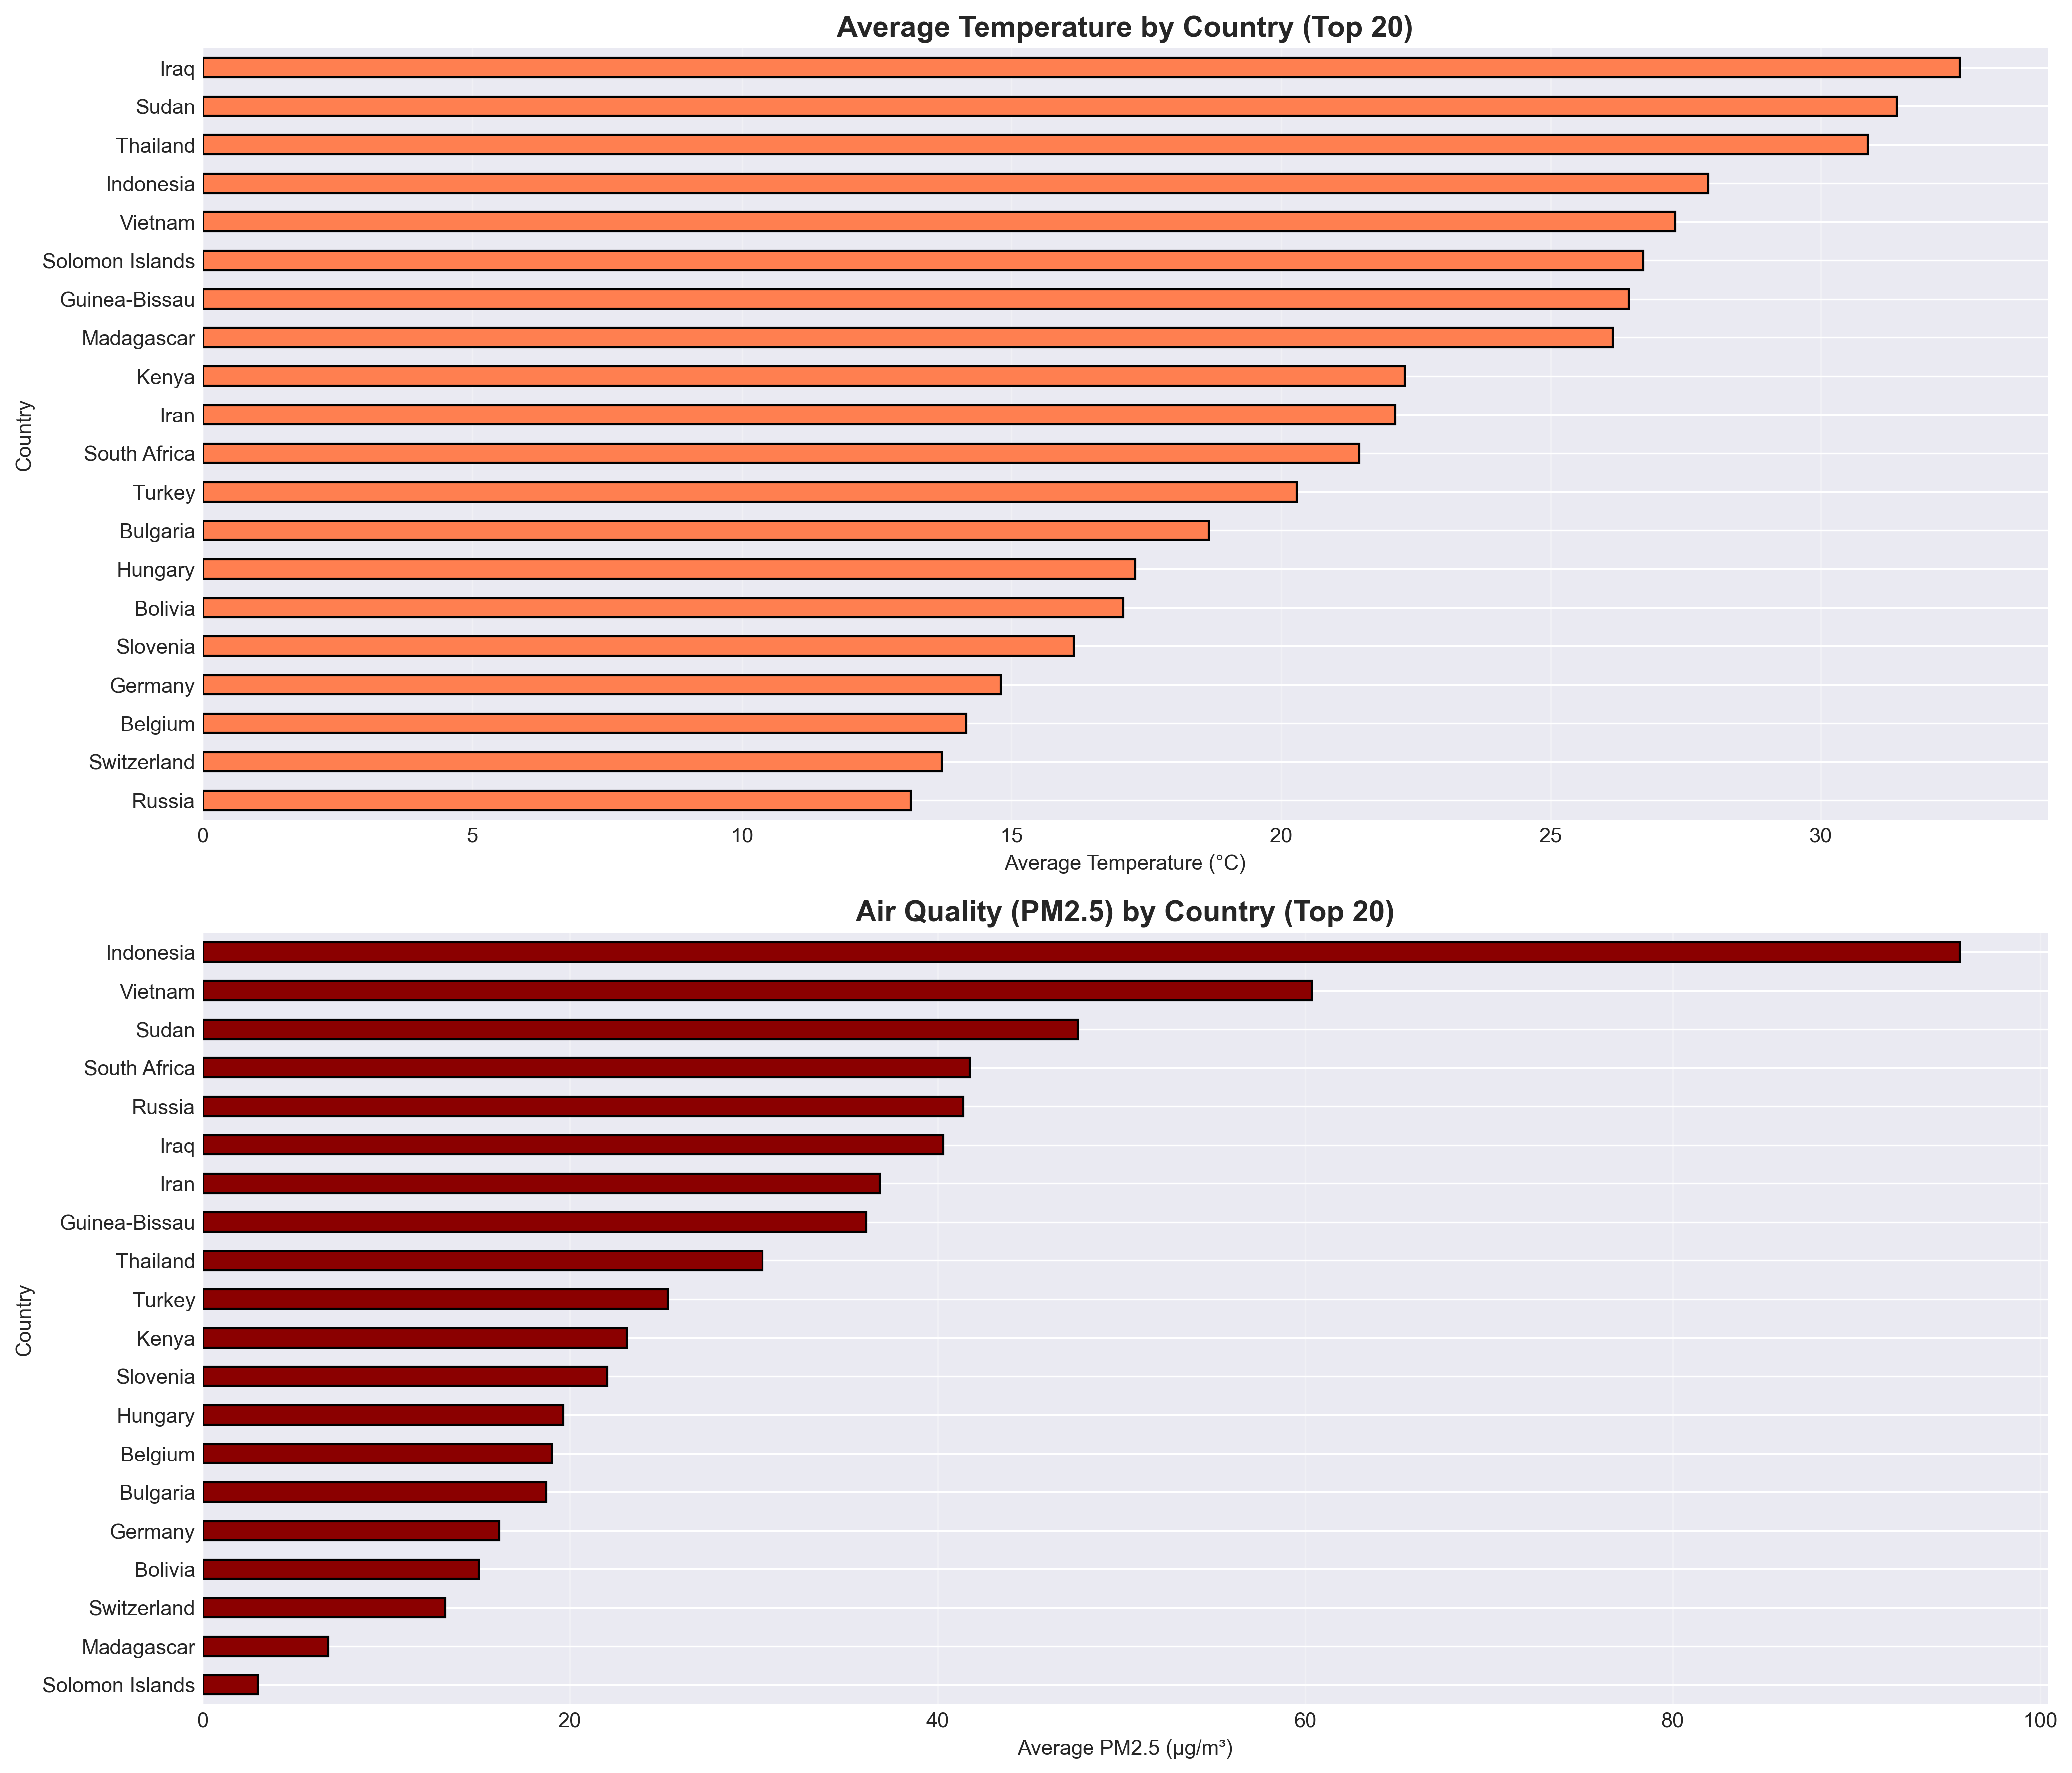 Average Temperature by Country (Top 20)
Iraq
Sudan
Thailand
Indonesia
Vietnam
Solomon Islands
Guinea-Bissau
Madagascar
Kenya
Iran
South Africa
Turkey
Bulgaria
Hungary
Bolivia
Slovenia
Germany
Belgium
Switzerland
Russia
Country
0 5 10 15 20 25 30
Average Temperature (°C)
Air Quality (PM2.5) by Country (Top 20)
Indonesia
Vietnam
Sudan
South Africa
Russia
Iraq
Iran
Guinea-Bissau
Thailand
Turkey
Kenya
Slovenia
Hungary
Belgium
Bulgaria
Germany
Bolivia
Switzerland
Madagascar
Solomon Islands
Country
0 20 40 60 80 100
Average PM2.5 (µg/m³)